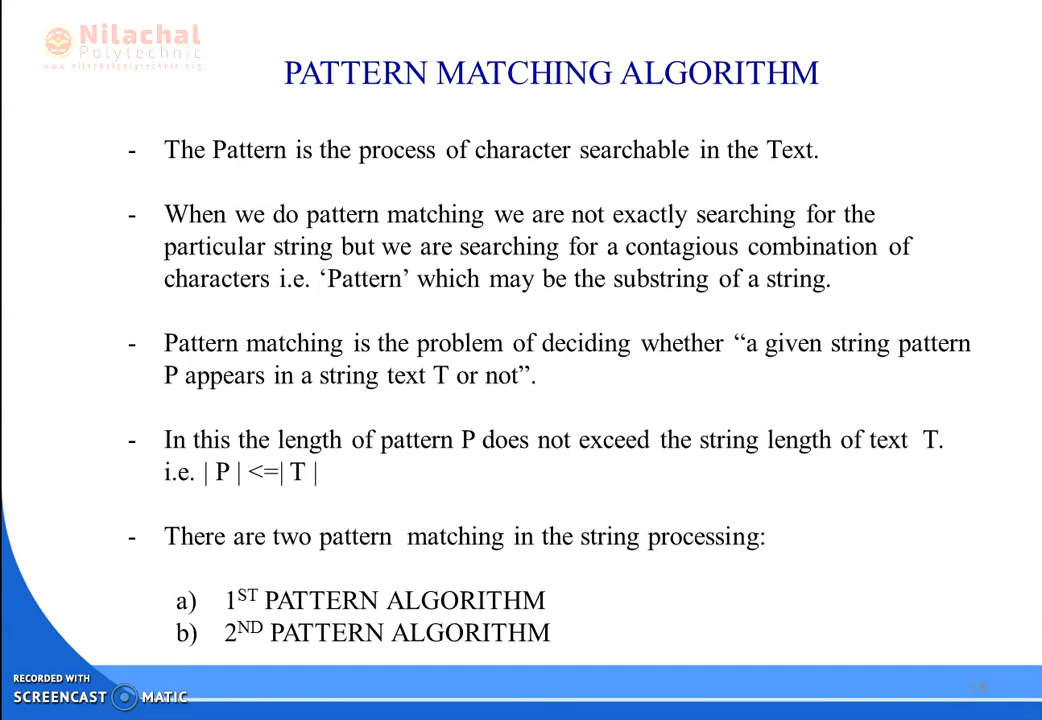 Nilachal
Polytechnic
www.nilachalpolytechnic.org
PATTERN MATCHING ALGORITHM
- The Pattern is the process of character searchable in the Text.
- When we do pattern matching we are not exactly searching for the
particular string but we are searching for a contagious combination of
characters i.e. ‘Pattern’ which may be the substring of a string.
- Pattern matching is the problem of deciding whether “a given string pattern
P appears in a string text T or not”.
- In this the length of pattern P does not exceed the string length of text T.
i.e. | P | <=| T |
- There are two pattern matching in the string processing:
a) 1ST PATTERN ALGORITHM
b) 2ND PATTERN ALGORITHM
RECORDED WITH
SCREENCAST MATIC